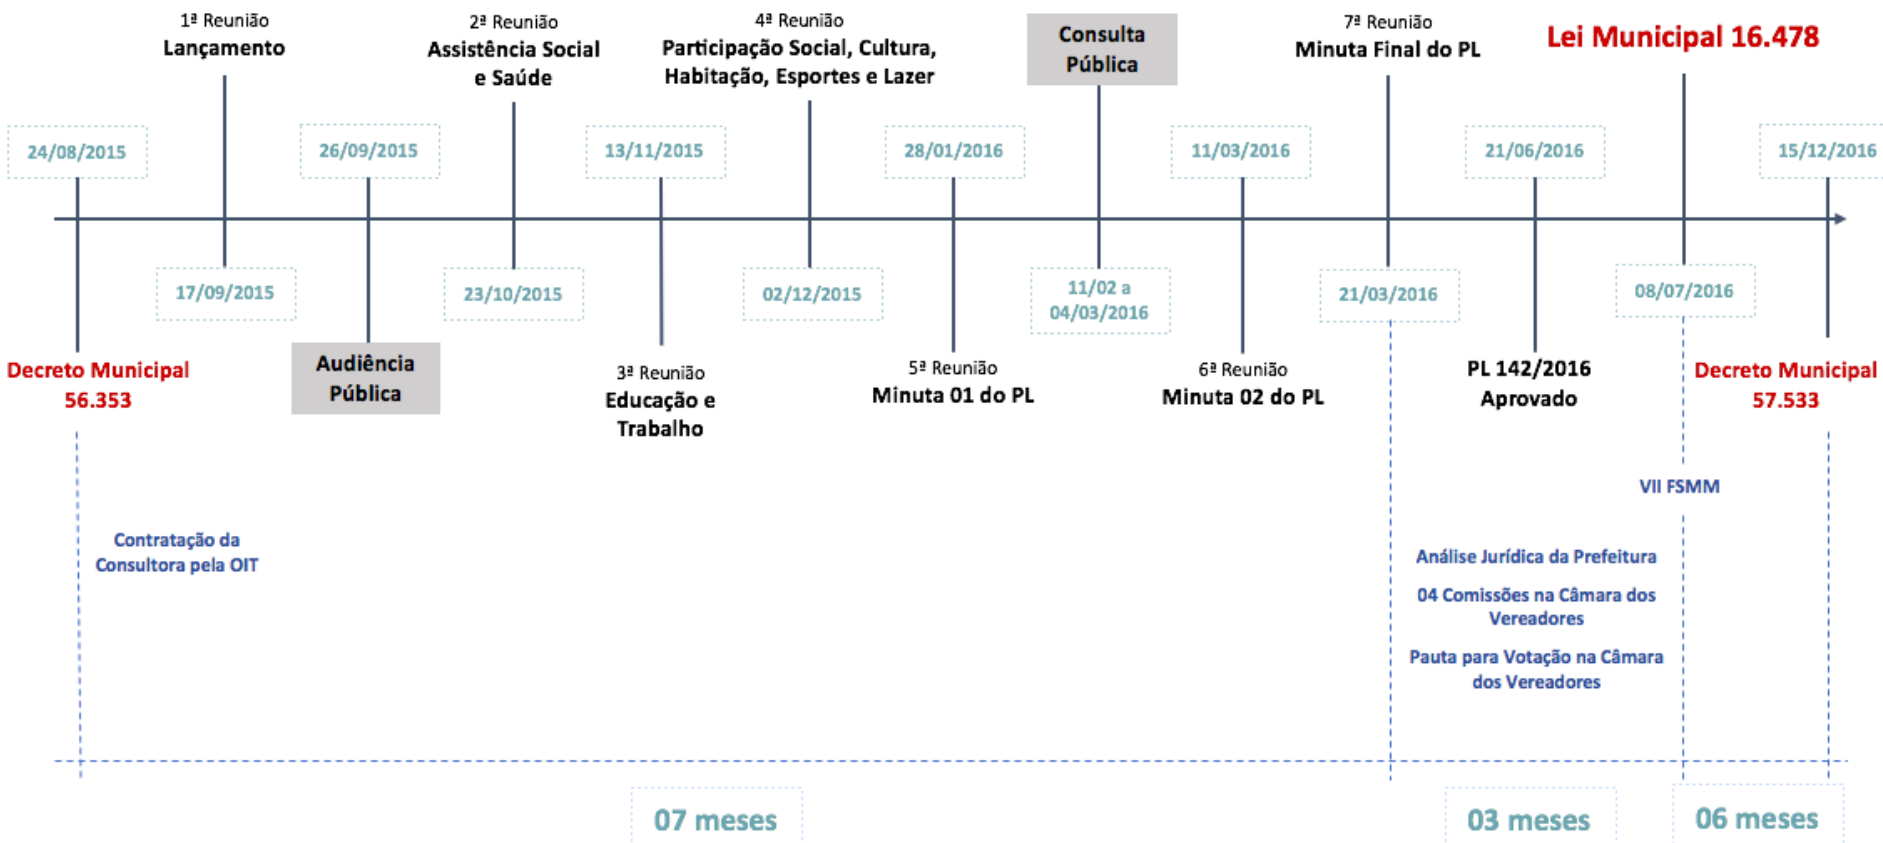 1ª Reunião
Lançamento
2ª Reunião
Assistência Social
e Saúde
4ª Reunião
Participação Social, Cultura,
Habitação, Esportes e Lazer
Consulta
Pública
7ª Reunião
Minuta Final do PL
Lei Municipal 16.478
24/08/2015
26/09/2015
13/11/2015
28/01/2016
11/03/2016
21/06/2016
15/12/2016
17/09/2015
23/10/2015
02/12/2015
11/02 a
04/03/2016
21/03/2016
08/07/2016
Decreto Municipal
56.353
Audiência
Pública
3ª Reunião
Educação e
Trabalho
5ª Reunião
Minuta 01 do PL
6ª Reunião
Minuta 02 do PL
PL 142/2016
Aprovado
Decreto Municipal
57.533
VII FSMM
Contratação da
Consultora pela OIT
Análise Jurídica da Prefeitura
04 Comissões na Câmara dos
Vereadores
Pauta para Votação na Câmara
dos Vereadores
07 meses
03 meses
06 meses